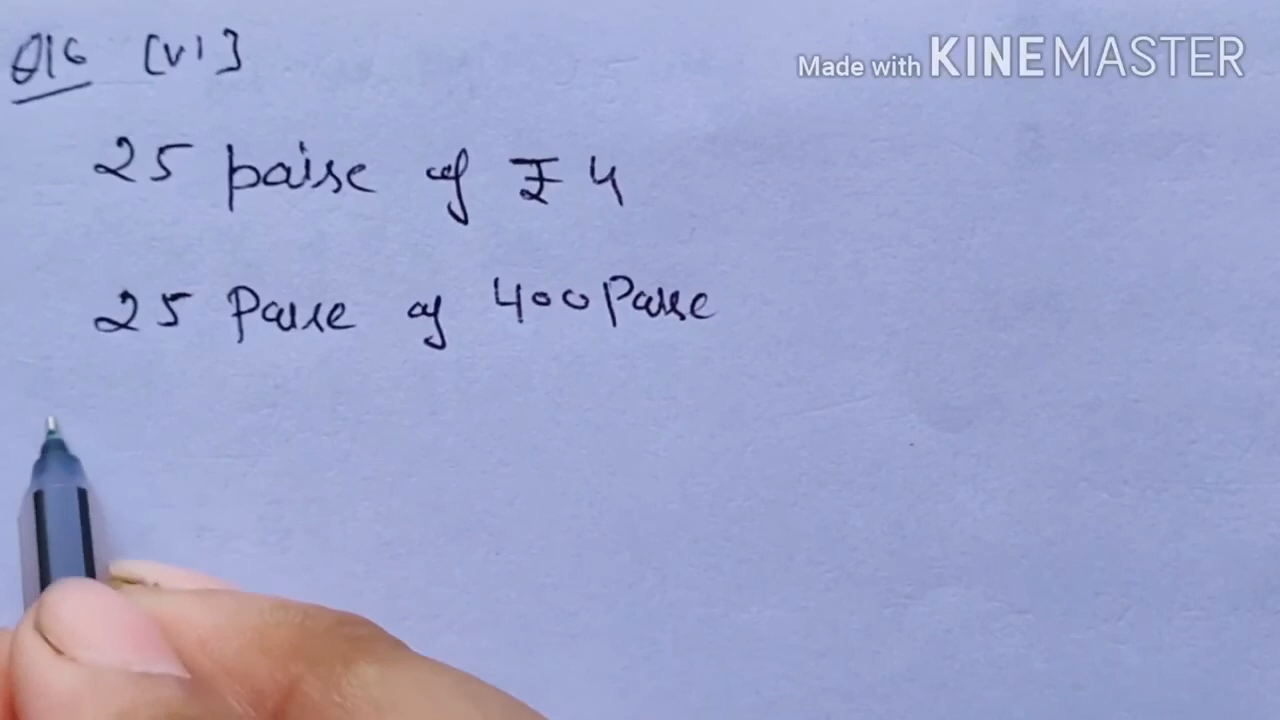 Q16 [VI]
Made with KINEMASTER
25 paise of ₹ 4
25 Paise of 400 Paise